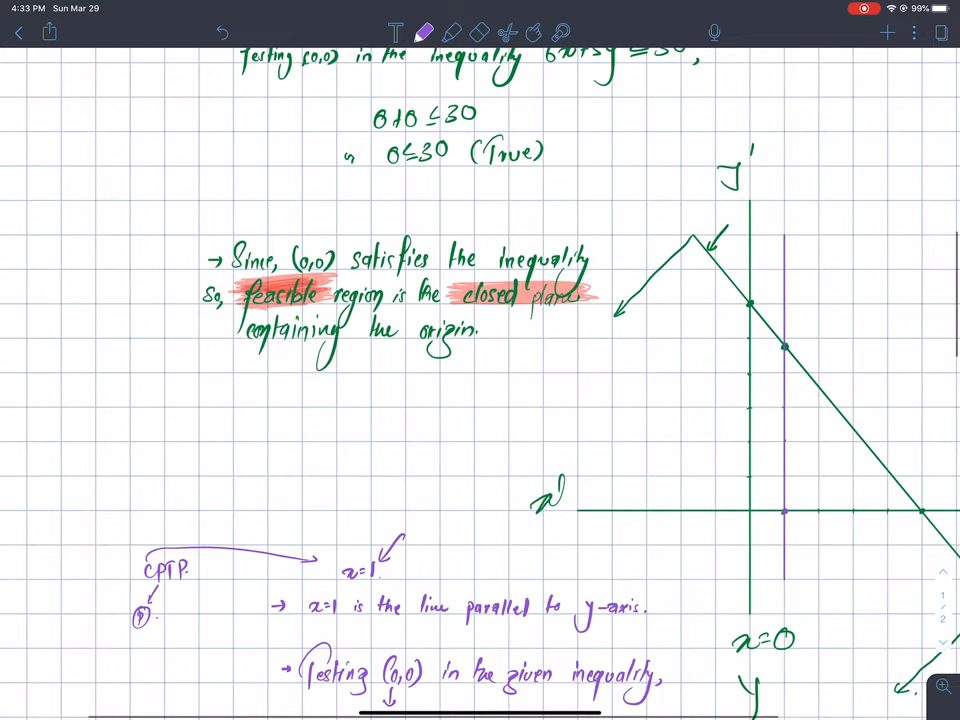 4:33 PM Sun Mar 29
99%
Testing (0,0) in the inequality 6x+5y ≤ 30,
0+0 ≤ 30
0 ≤ 30 (True)
→ Since, (0,0) satisfies the inequality
So, feasible region is the closed plane
containing the origin.
y'
x'
CPTP.
x=1.
→ x=1 is the line parallel to y-axis.
→ Testing (0,0) in the given inequality,
x=0
y
1
/
2